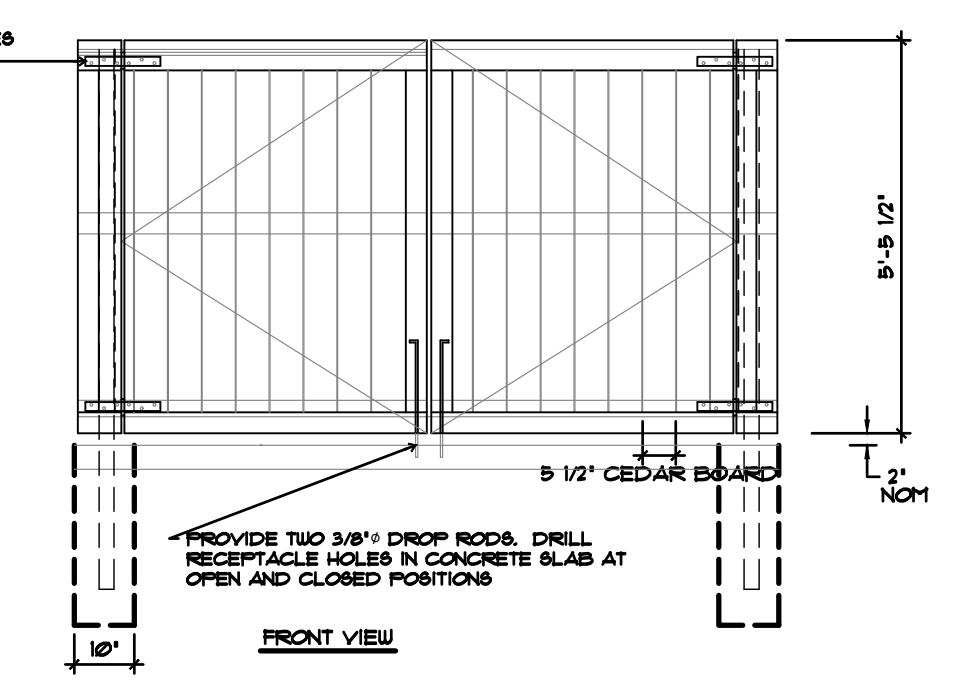 ES
5'-5 1/2"
5 1/2" CEDAR BOARD
2"
NOM
PROVIDE TWO 3/8"ø DROP RODS. DRILL
RECEPTACLE HOLES IN CONCRETE SLAB AT
OPEN AND CLOSED POSITIONS
FRONT VIEW
10"